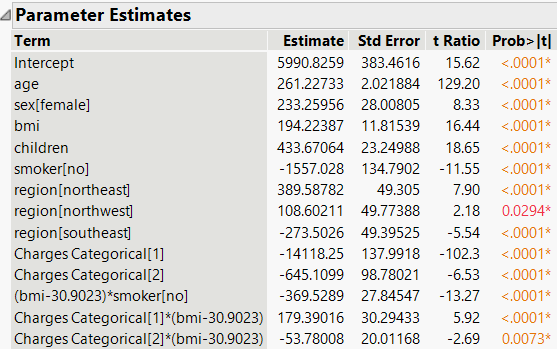 Parameter Estimates
Term Estimate Std Error t Ratio Prob>|t|
Intercept 5990.8259 383.4616 15.62 <.0001*
age 261.22733 2.021884 129.20 <.0001*
sex[female] 233.25956 28.00805 8.33 <.0001*
bmi 194.22387 11.81539 16.44 <.0001*
children 433.67064 23.24988 18.65 <.0001*
smoker[no] -1557.028 134.7902 -11.55 <.0001*
region[northeast] 389.58782 49.305 7.90 <.0001*
region[northwest] 108.60211 49.77388 2.18 0.0294*
region[southeast] -273.5026 49.39525 -5.54 <.0001*
Charges Categorical[1] -14118.25 137.9918 -102.3 <.0001*
Charges Categorical[2] -645.1099 98.78021 -6.53 <.0001*
(bmi-30.9023)*smoker[no] -369.5289 27.84547 -13.27 <.0001*
Charges Categorical[1]*(bmi-30.9023) 179.39016 30.29433 5.92 <.0001*
Charges Categorical[2]*(bmi-30.9023) -53.78008 20.01168 -2.69 0.0073*